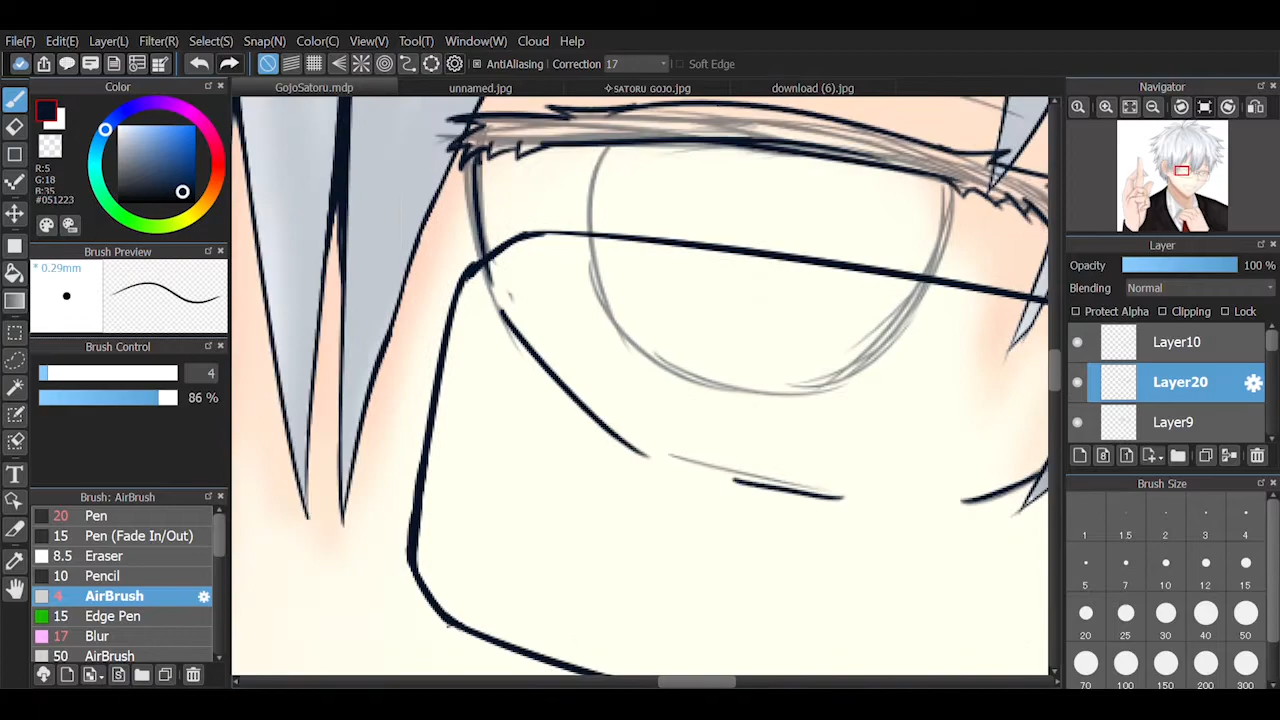 File(F) Edit(E) Layer(L) Filter(R) Select(S) Snap(N) Color(C) View(V) Tool(T) Window(W) Cloud Help
AntiAliasing Correction 17 Soft Edge
Color
GojoSatoru.mdp unnamed.jpg ✧SATORU GOJO.jpg download (6).jpg
Navigator
R:5
G:18
B:35
#051223
Brush Preview
* 0.29mm
Brush Control
4
86 %
Brush: AirBrush
20 Pen
15 Pen (Fade In/Out)
8.5 Eraser
10 Pencil
4 AirBrush
15 Edge Pen
17 Blur
50 AirBrush
Layer
Opacity 100 %
Blending Normal
Protect Alpha Clipping Lock
Layer10
Layer20
Layer9
Brush Size
1 1.5 2 3 4
5 7 10 12 15
20 25 30 40 50
70 100 150 200 300